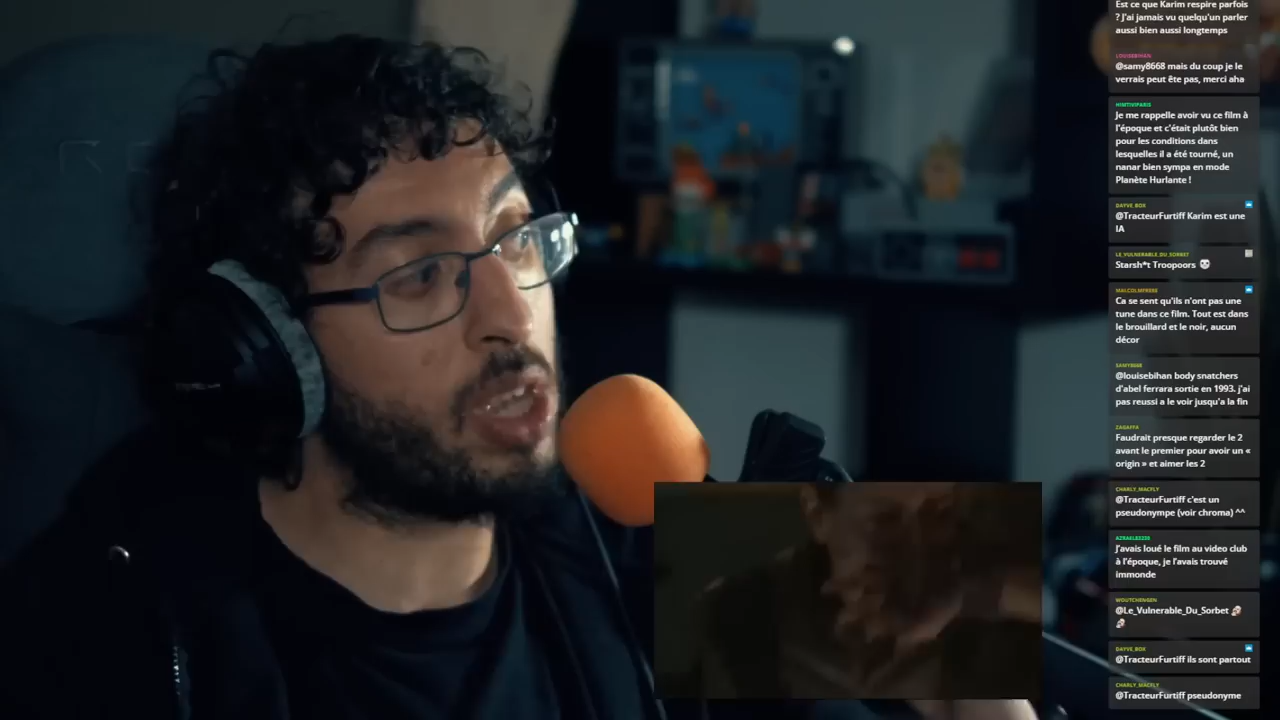 Est ce que Karim respire parfois
? J'ai jamais vu quelqu'un parler
aussi bien aussi longtemps
LOUISEBIHAN
@samy8668 mais du coup je le
verrais peut ête pas, merci aha
HIMTIVIPARIS
Je me rappelle avoir vu ce film à
l'époque et c'était plutôt bien
pour les conditions dans
lesquelles il a été tourné, un
nanar bien sympa en mode
Planète Hurlante !
DAYVE_BOX
@TracteurFurtiff Karim est une
IA
LE_VULNERABLE_DU_SORBET
Starsh*t Troopoors
MALCOLMFRERE
Ca se sent qu'ils n'ont pas une
tune dans ce film. Tout est dans
le brouillard et le noir, aucun
décor
@louisebihan body snatchers
d'abel ferrara sortie en 1993. j'ai
pas reussi a le voir jusqu'a la fin
ZAGAFFA
Faudrait presque regarder le 2
avant le premier pour avoir un «
origin » et aimer les 2
CHARLY_MACFLY
@TracteurFurtiff c'est un
pseudonympe (voir chroma) ^^
J'avais loué le film au video club
à l'époque, je l'avais trouvé
immonde
@Le_Vulnerable_Du_Sorbet
DAYVE_BOX
@TracteurFurtiff ils sont partout
CHARLY_MACFLY
@TracteurFurtiff pseudonyme